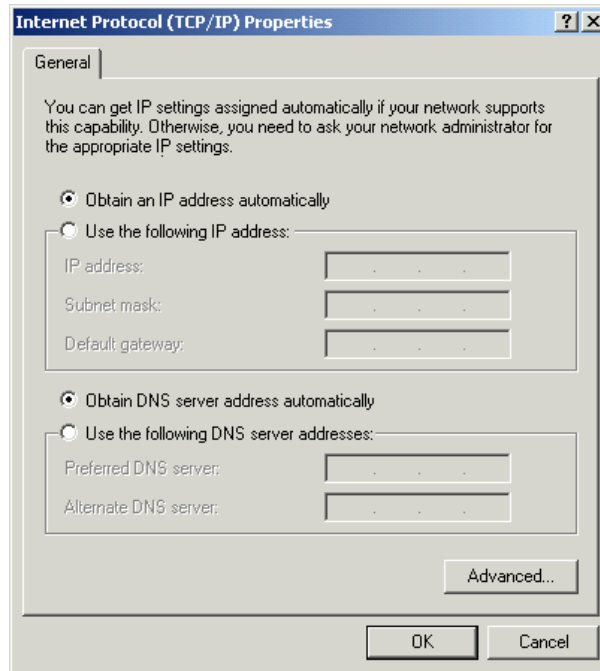 Internet Protocol (TCP/IP) Properties
General
You can get IP settings assigned automatically if your network supports
this capability. Otherwise, you need to ask your network administrator for
the appropriate IP settings.
Obtain an IP address automatically
Use the following IP address:
IP address:
Subnet mask:
Default gateway:
Obtain DNS server address automatically
Use the following DNS server addresses:
Preferred DNS server:
Alternate DNS server:
Advanced...
OK Cancel